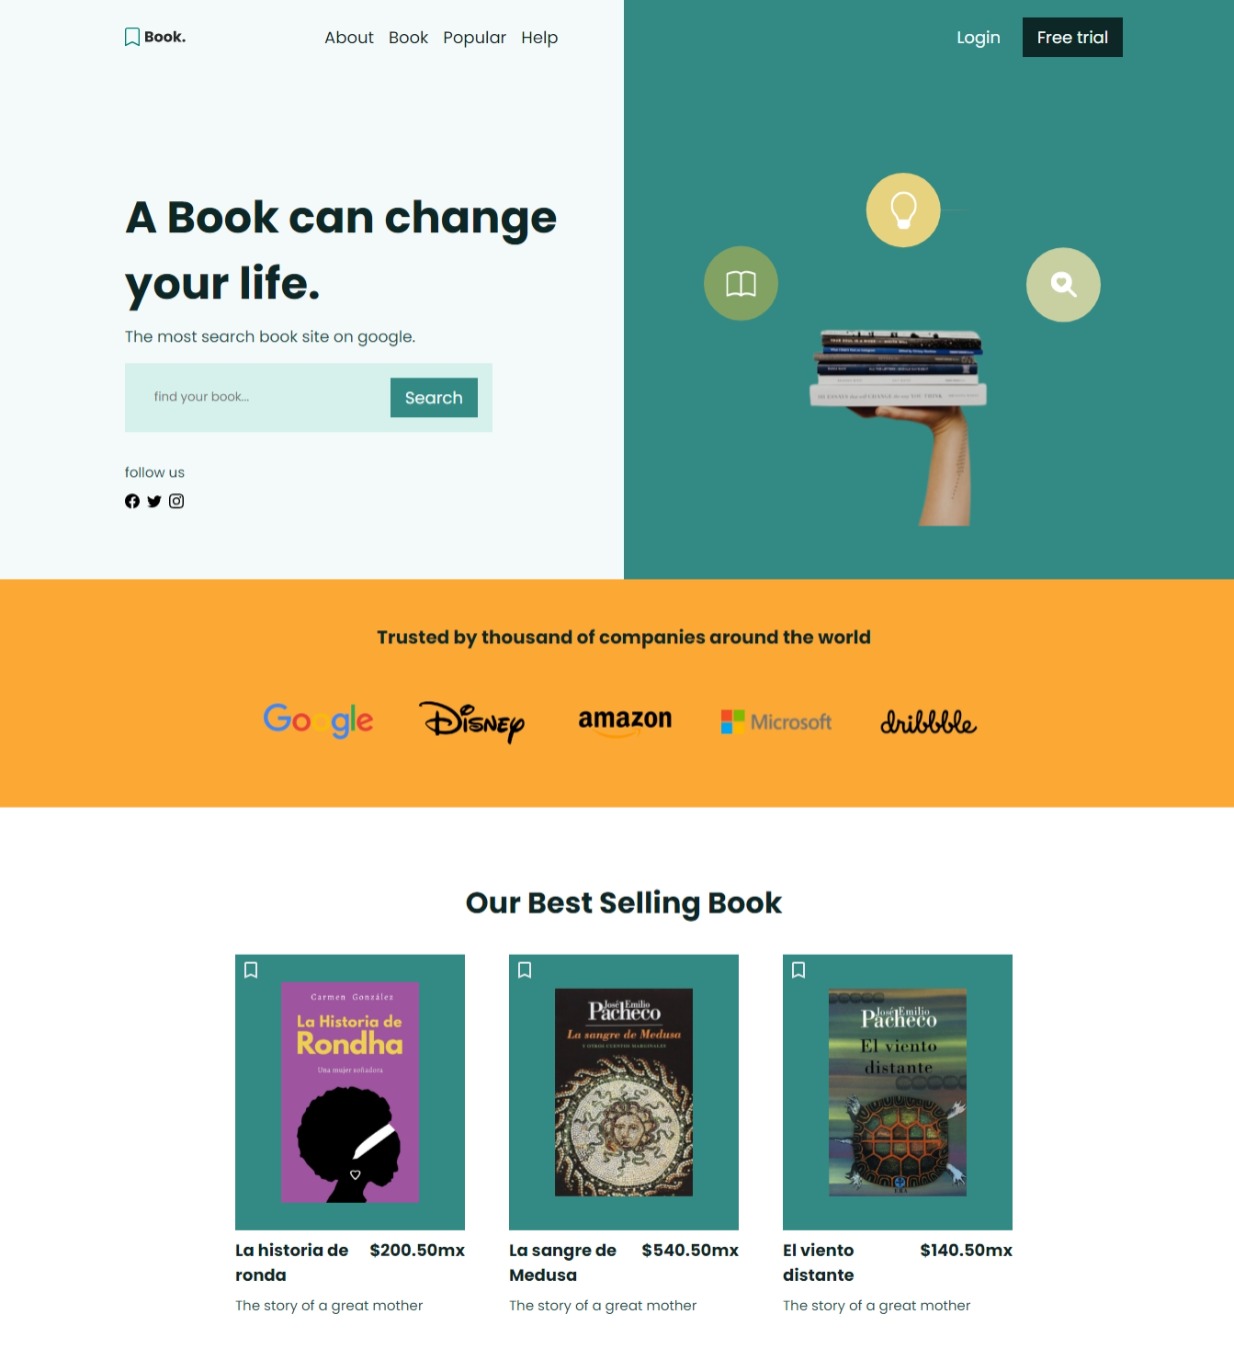 Book.
About Book Popular Help
Login
Free trial
A Book can change
your life.
The most search book site on google.
find your book...
Search
follow us
Trusted by thousand of companies around the world
Google
Disney
amazon
Microsoft
dribbble
Our Best Selling Book
Carmen González
La Historia de
Rondha
Una mujer soñadora
José Emilio
Pacheco
La sangre de Medusa
Y OTROS CUENTOS MARGINALES
José Emilio
Pacheco
El viento
distante
La historia de
ronda
$200.50mx
The story of a great mother
La sangre de
Medusa
$540.50mx
The story of a great mother
El viento
distante
$140.50mx
The story of a great mother